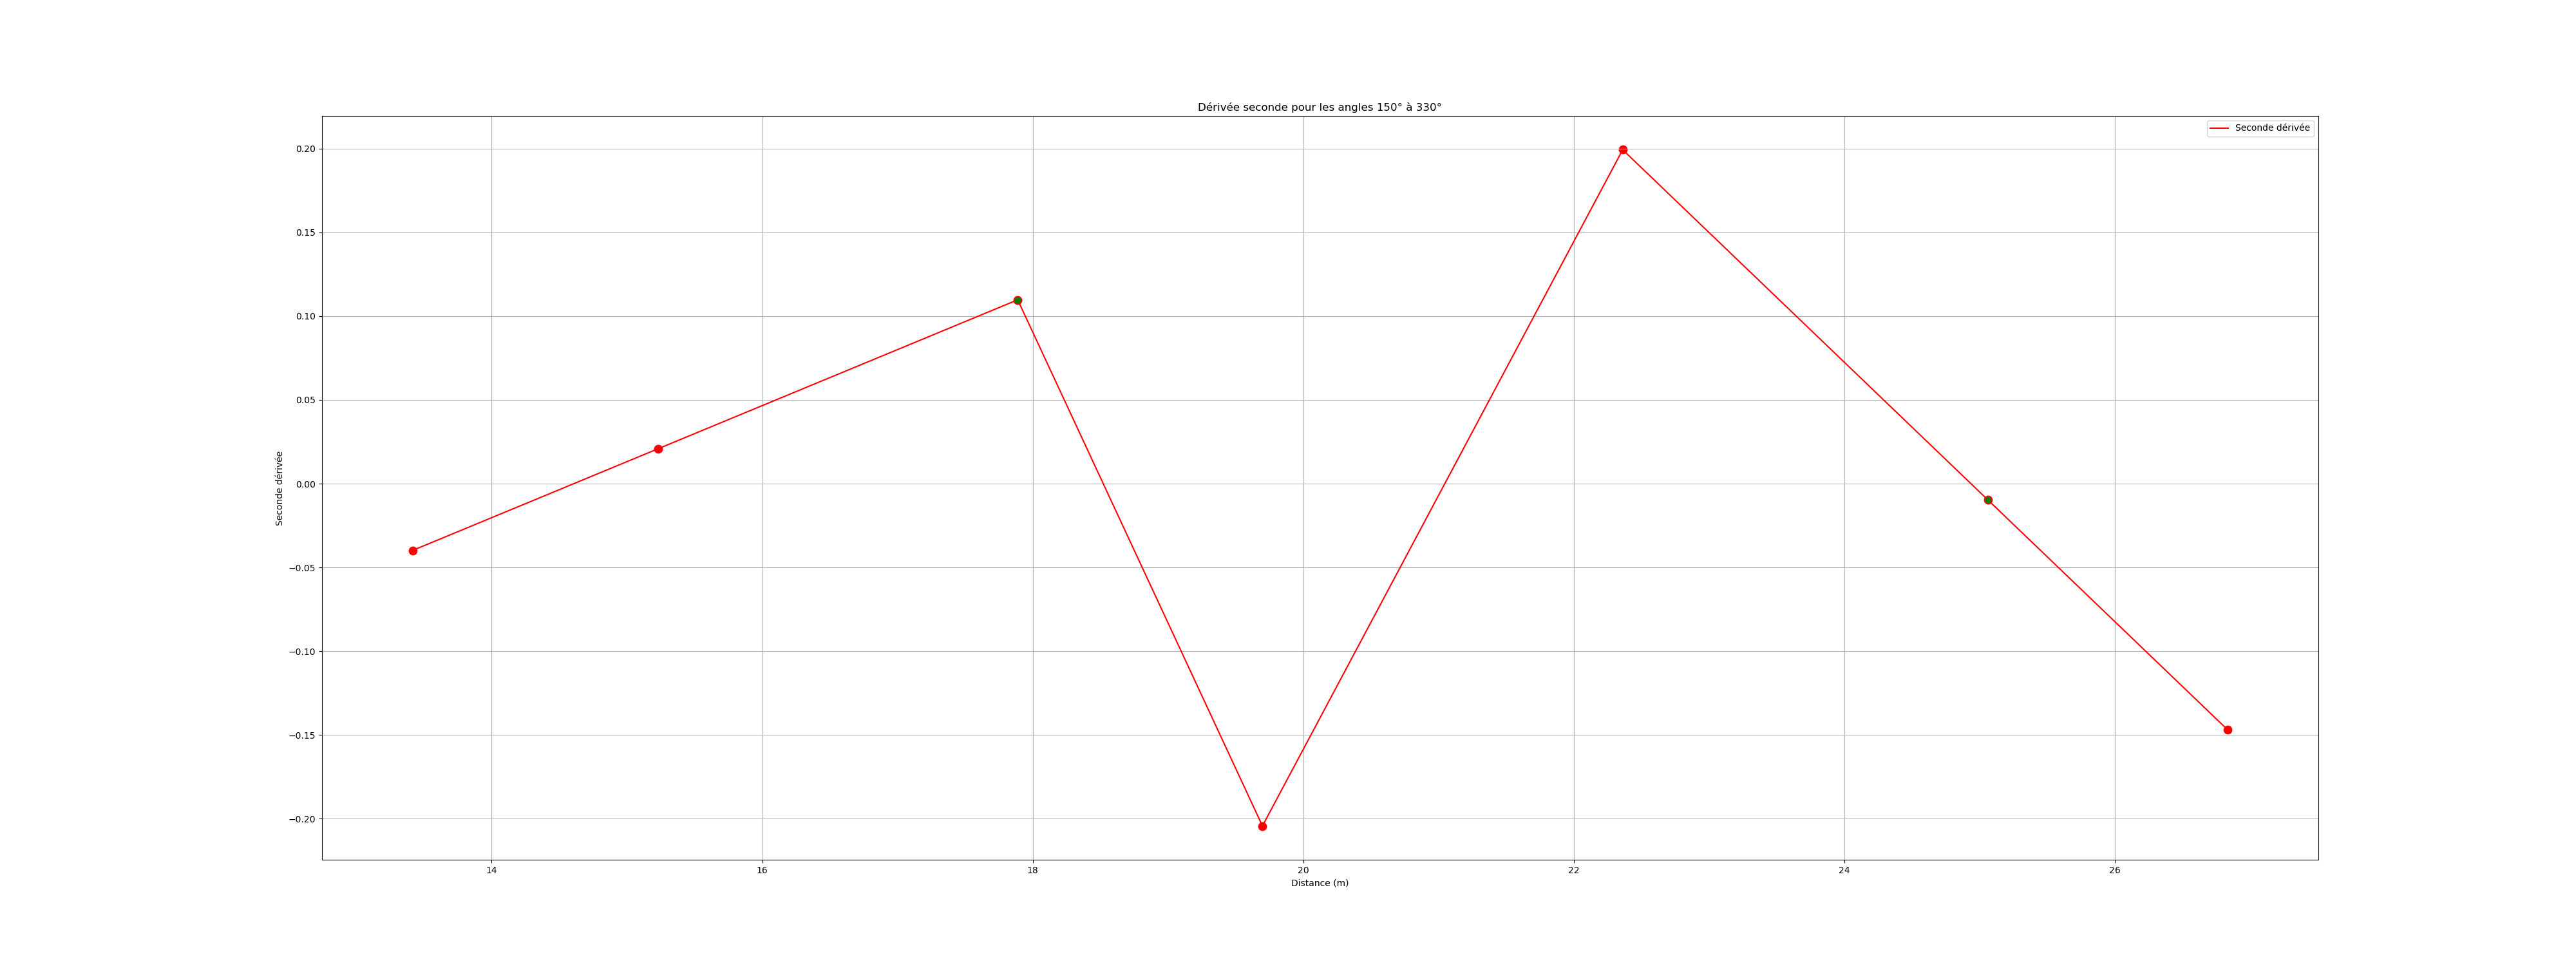 Dérivée seconde pour les angles 150° à 330°
Seconde dérivée
0.20
0.15
0.10
0.05
0.00
−0.05
−0.10
−0.15
−0.20
Seconde dérivée
14 16 18 20 22 24 26
Distance (m)